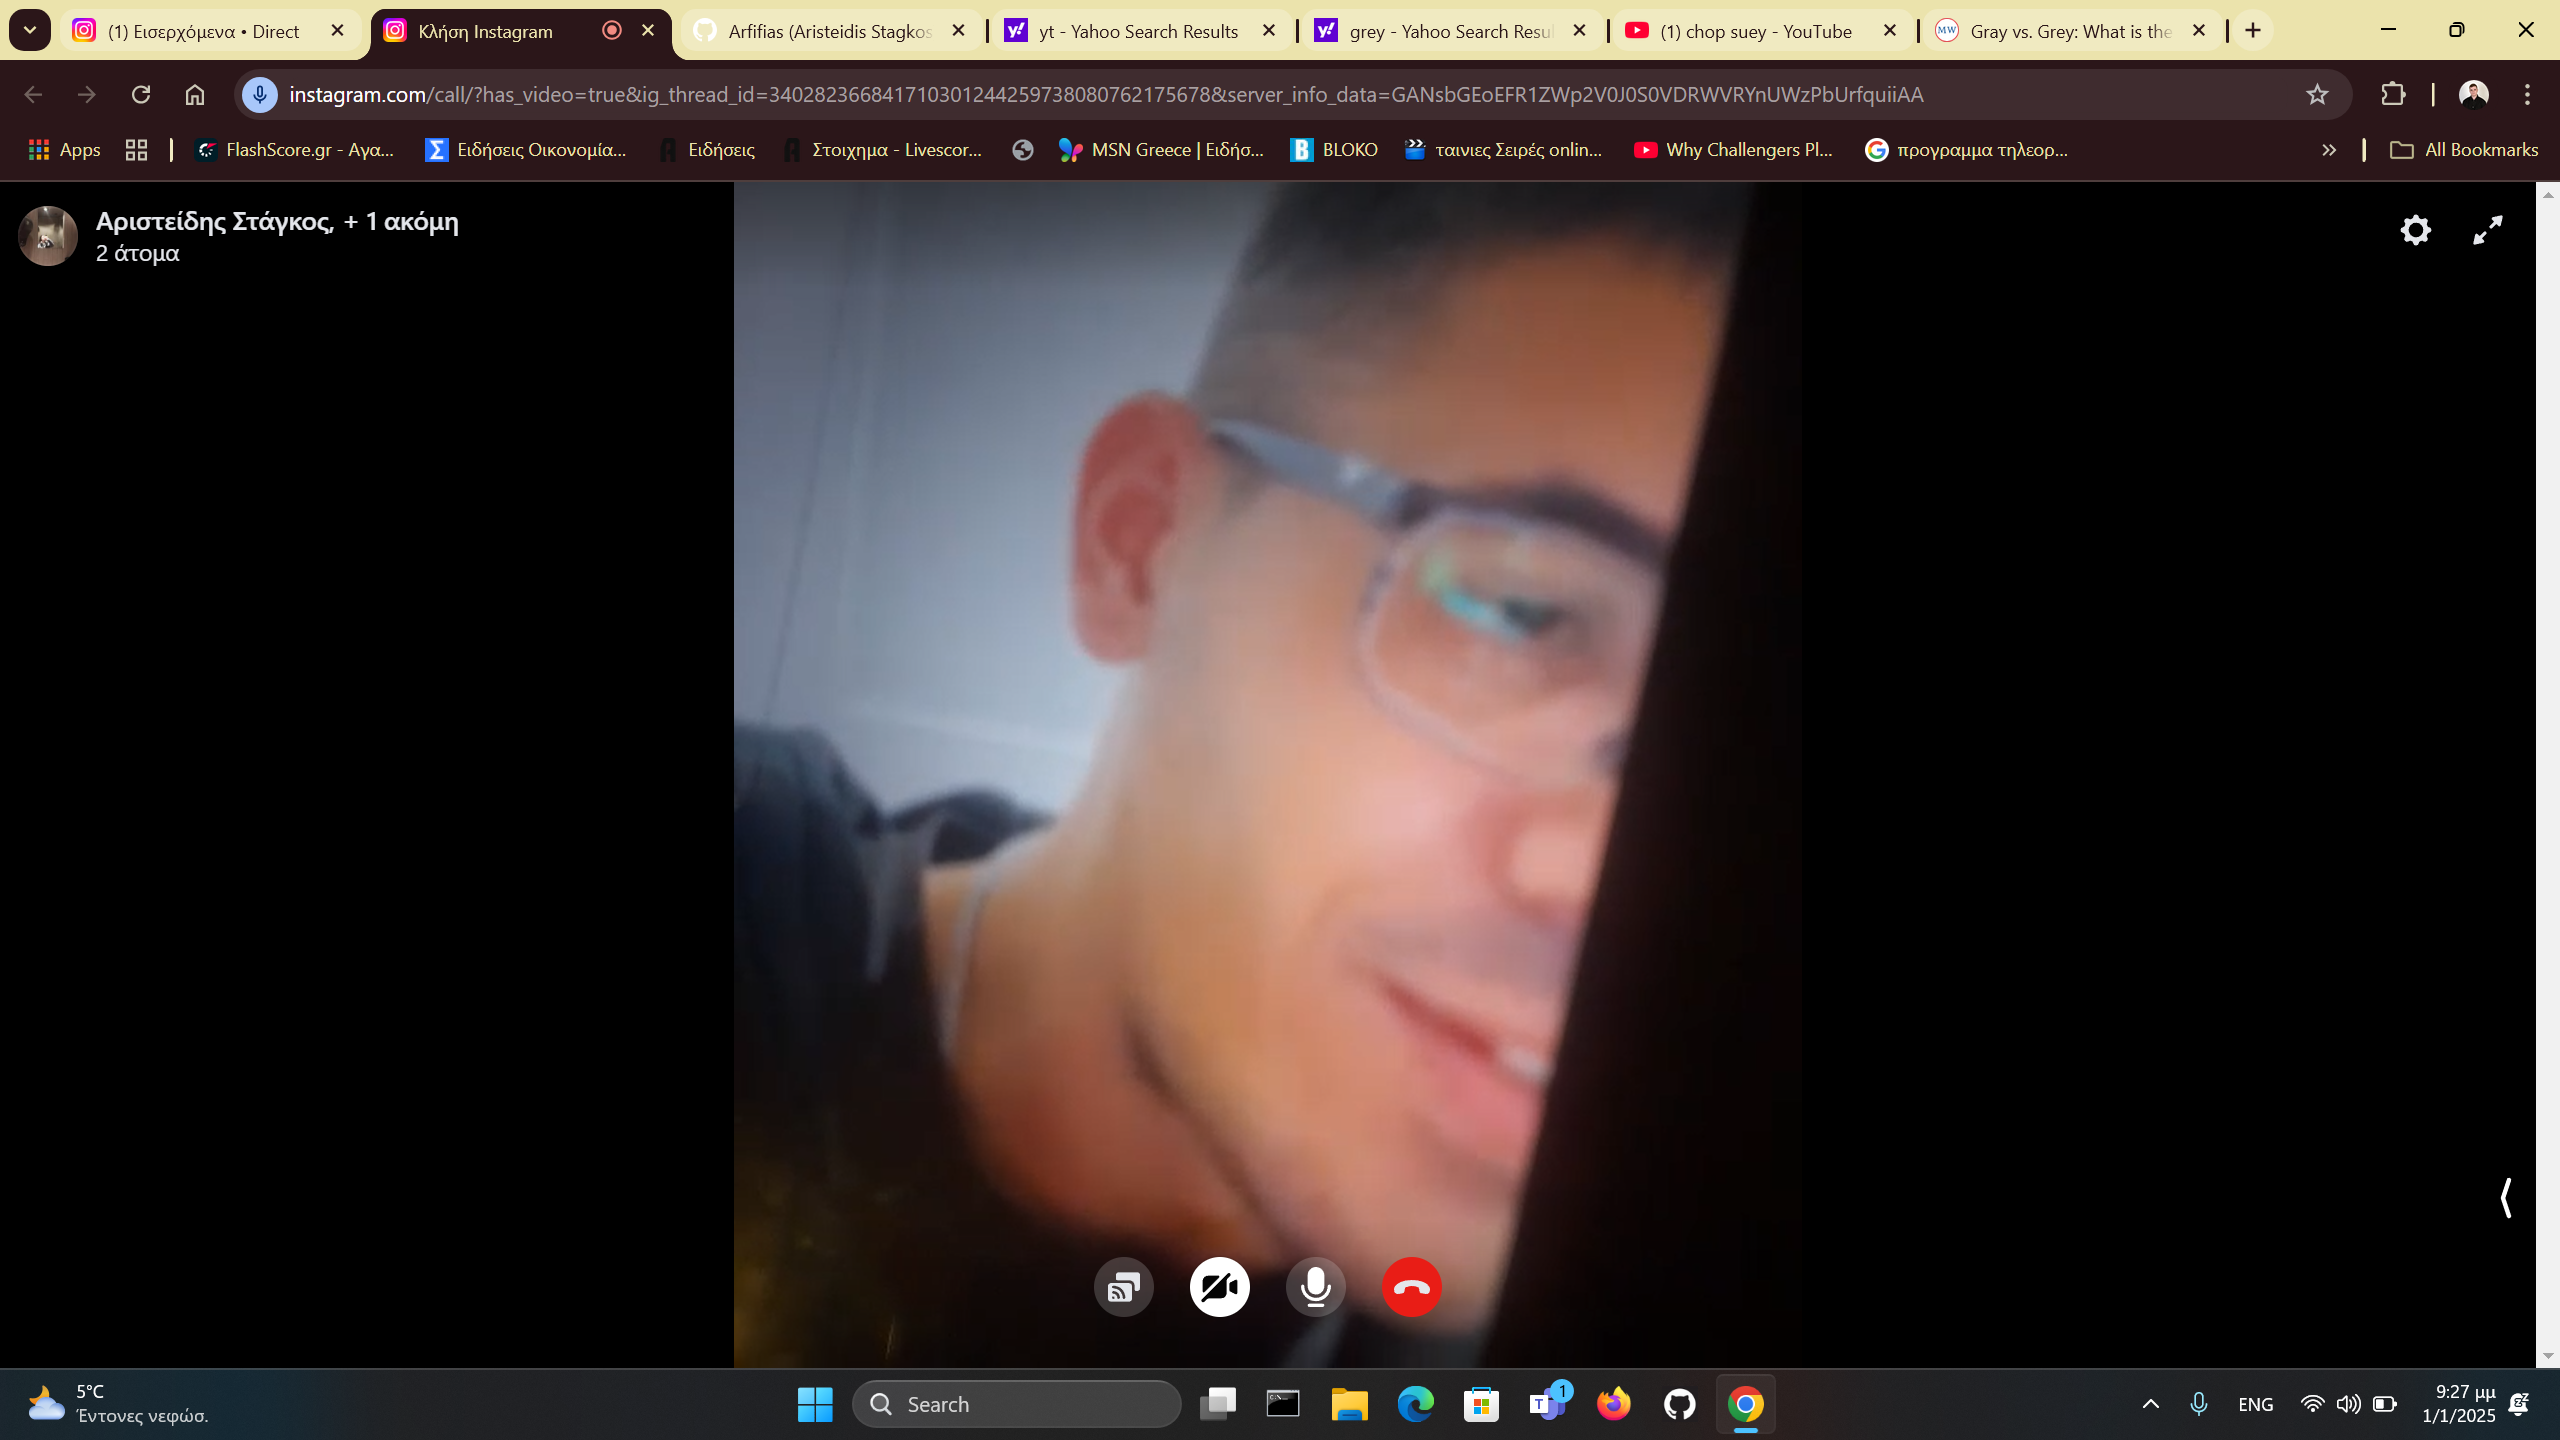 (1) Εισερχόμενα • Direct
Κλήση Instagram
Arfifias (Aristeidis Stagkos
yt - Yahoo Search Results
grey - Yahoo Search Resul
(1) chop suey - YouTube
MW
Gray vs. Grey: What is the
instagram.com/call/?has_video=true&ig_thread_id=340282366841710301244259738080762175678&server_info_data=GANsbGEoEFR1ZWp2V0J0S0VDRWVRYnUWzPbUrfquiiAA
Apps
FlashScore.gr - Αγα...
Ειδήσεις Οικονομία...
Ειδήσεις
Στοιχημα - Livescor...
MSN Greece | Ειδήσ...
BLOKO
ταινιες Σειρές onlin...
Why Challengers Pl...
προγραμμα τηλεορ...
All Bookmarks
Αριστείδης Στάγκος, + 1 ακόμη
2 άτομα
5°C
Έντονες νεφώσ.
Search
1
ENG
9:27 μμ
1/1/2025